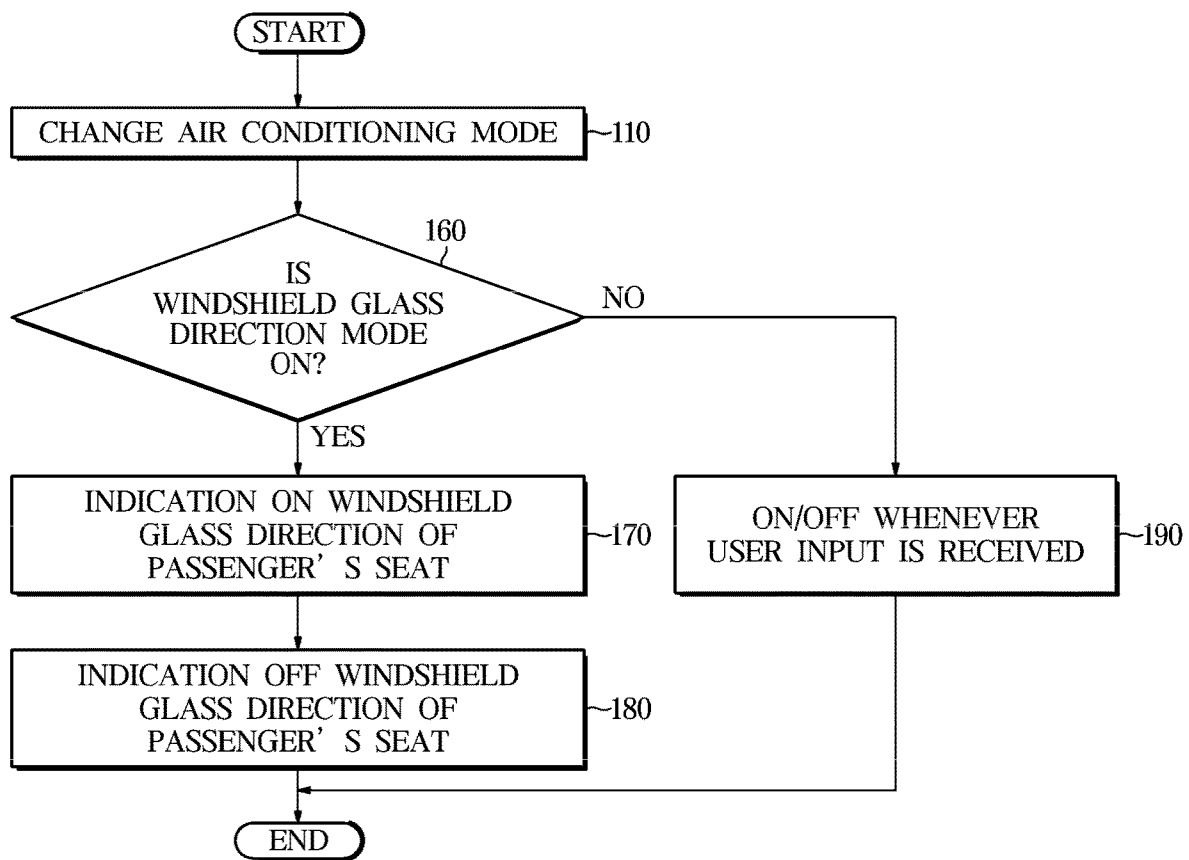 START
CHANGE AIR CONDITIONING MODE
110
160
IS
WINDSHIELD GLASS
DIRECTION MODE
ON?
NO
YES
INDICATION ON WINDSHIELD
GLASS DIRECTION OF
PASSENGER' S SEAT
170
ON/OFF WHENEVER
USER INPUT IS RECEIVED
190
INDICATION OFF WINDSHIELD
GLASS DIRECTION OF
PASSENGER' S SEAT
180
END